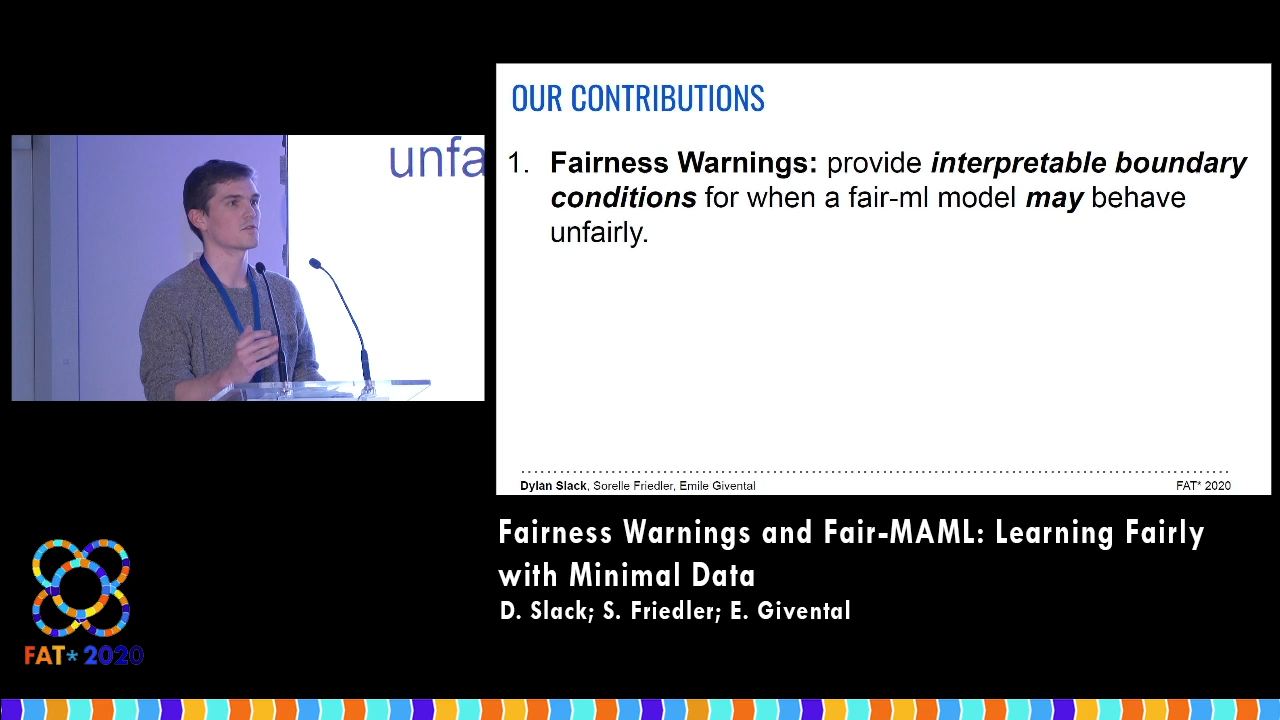 unfa
OUR CONTRIBUTIONS
1. Fairness Warnings: provide interpretable boundary
conditions for when a fair-ml model may behave
unfairly.
Dylan Slack, Sorelle Friedler, Emile Givental
FAT* 2020
Fairness Warnings and Fair-MAML: Learning Fairly
with Minimal Data
D. Slack; S. Friedler; E. Givental
FAT* 2020